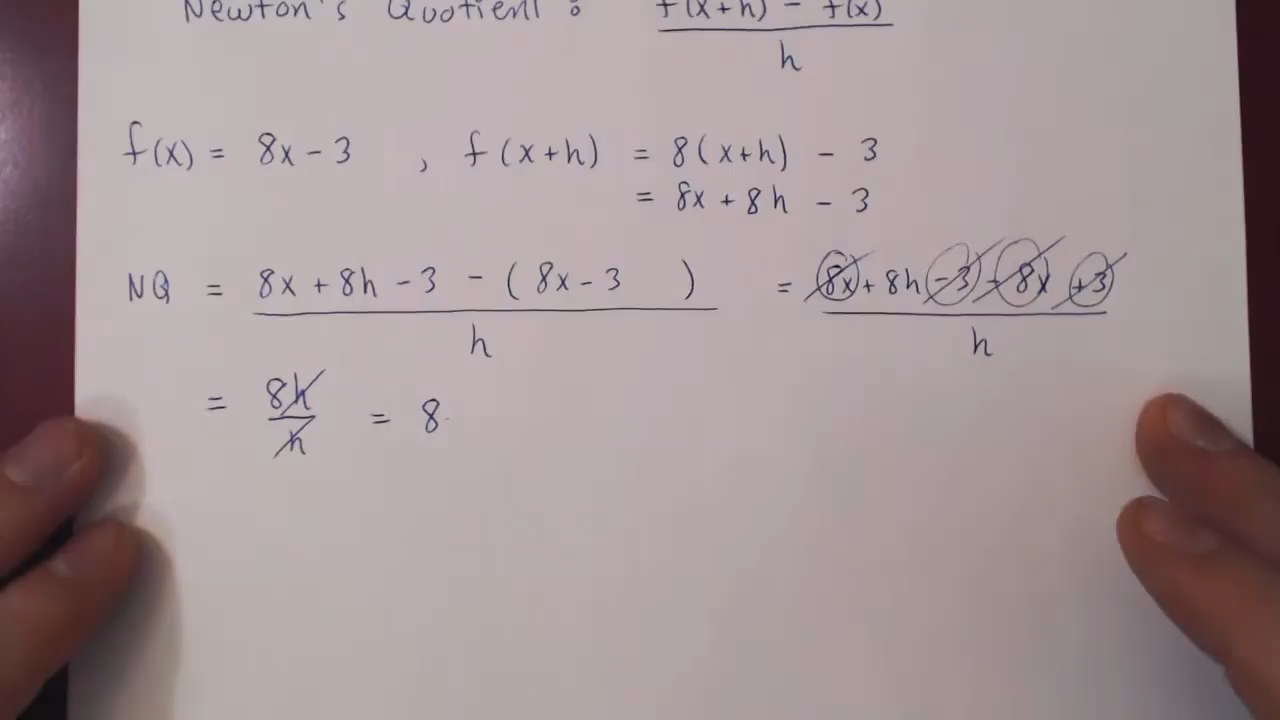 Newton's Quotient : f(x+h) - f(x)
h
f(x) = 8x - 3 , f(x+h) = 8(x+h) - 3
= 8x + 8h - 3
NQ = 8x + 8h - 3 - (8x - 3 ) = 8x + 8h - 3 - 8x + 3
h h
= 8h = 8
h